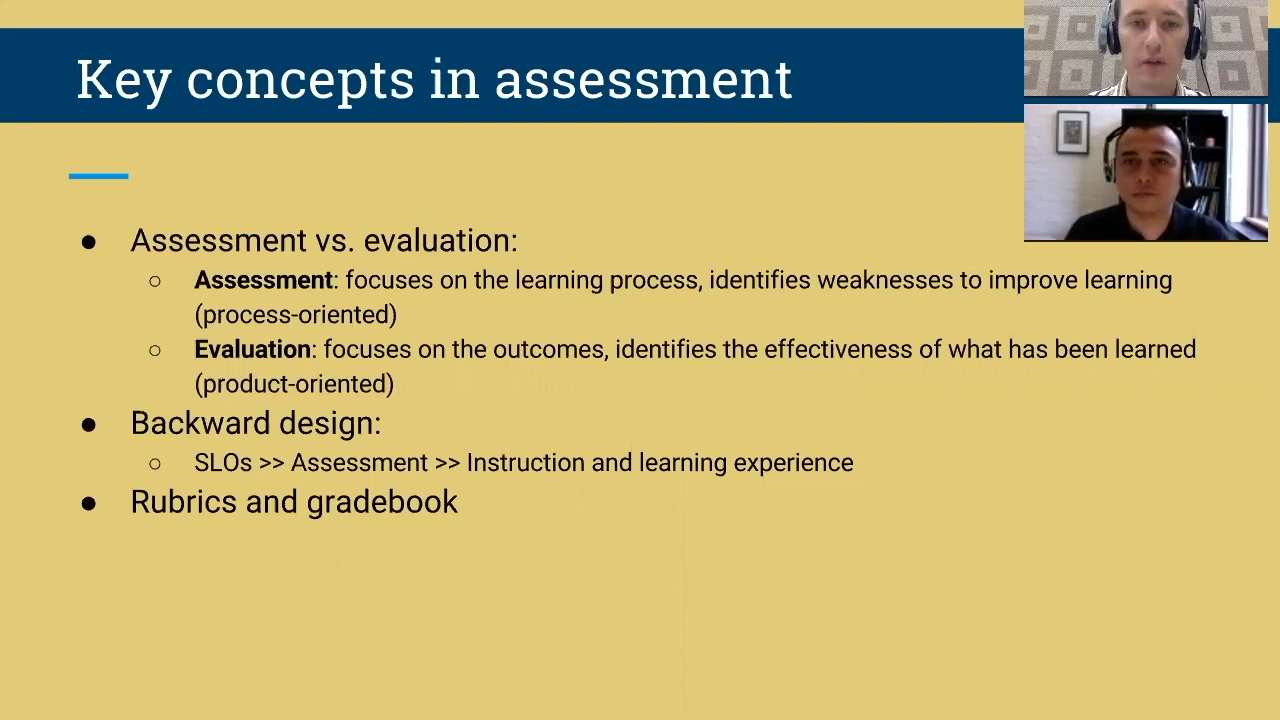 Key concepts in assessment
● Assessment vs. evaluation:
○ Assessment: focuses on the learning process, identifies weaknesses to improve learning
(process-oriented)
○ Evaluation: focuses on the outcomes, identifies the effectiveness of what has been learned
(product-oriented)
● Backward design:
○ SLOs >> Assessment >> Instruction and learning experience
● Rubrics and gradebook